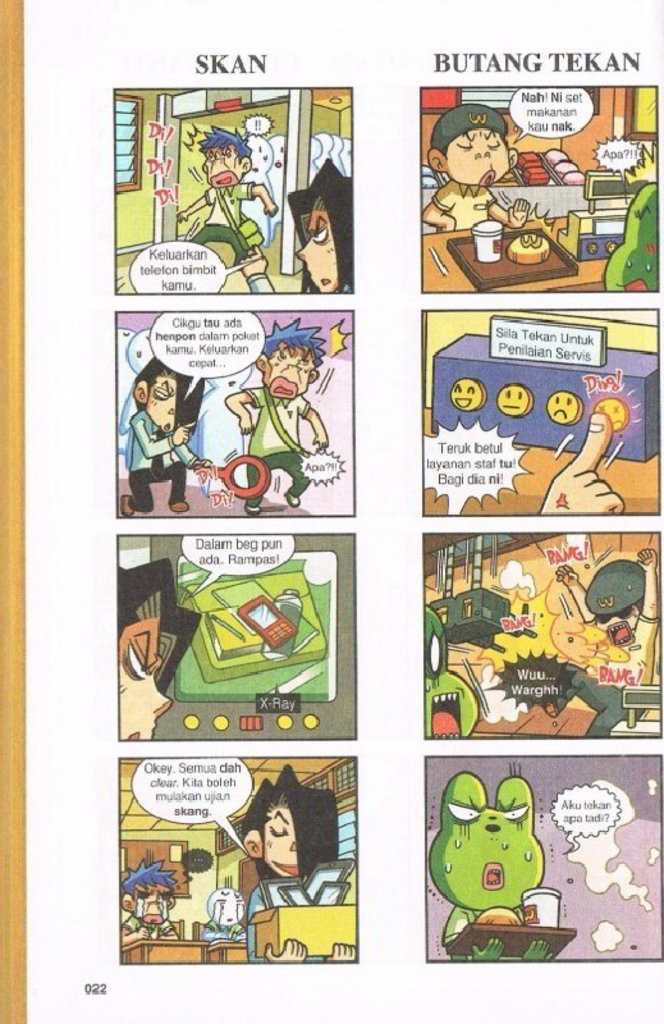 SKAN
Di!
Di!
Di!
!!
Keluarkan
telefon bimbit
kamu.
Cikgu tau ada
henpon dalam poket
kamu. Keluarkan
cepat...
Apa?!!
Di!
Di!
Dalam beg pun
ada. Rampas!
X-Ray
Okey. Semua dah
clear. Kita boleh
mulakan ujian
skang.
BUTANG TEKAN
Nah! Ni set
makanan
kau nak.
Apa?!!
Sila Tekan Untuk
Penilaian Servis
Ding!
Teruk betul
layanan staf tu!
Bagi dia ni!
BANG!
BANG!
BANG!
Wuu...
Warghh!
Aku tekan
apa tadi?
022